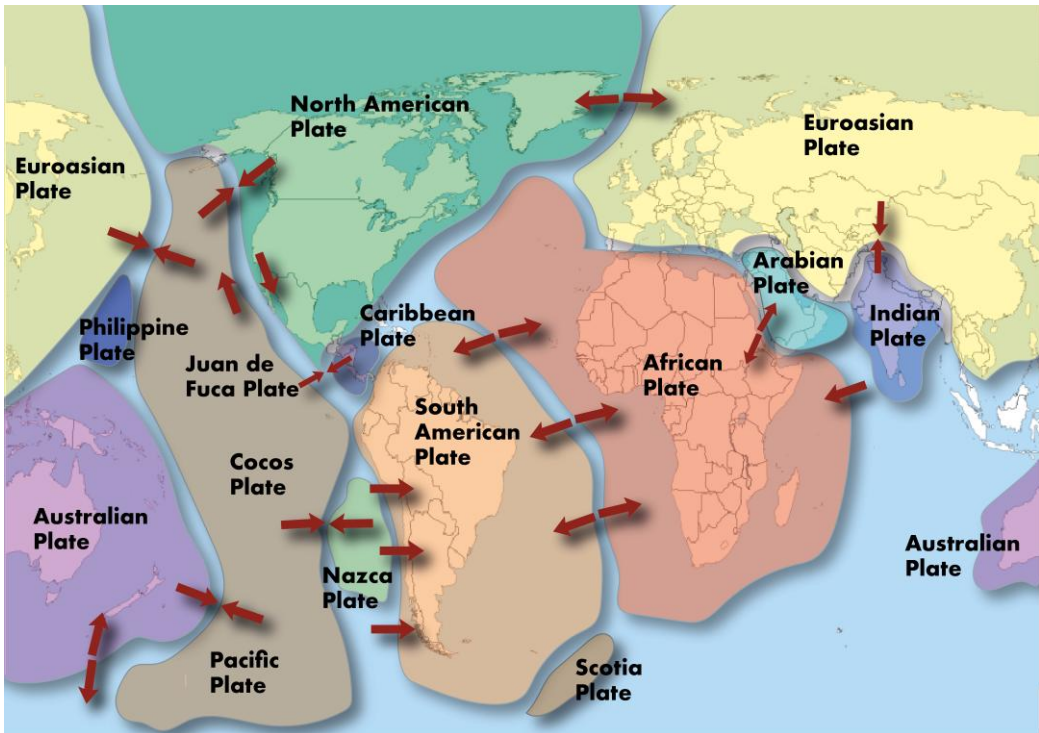 North American
Plate
Euroasian
Plate
Euroasian
Plate
Arabian
Plate
Philippine
Plate
Caribbean
Plate
Indian
Plate
Juan de
Fuca Plate
African
Plate
South
American
Plate
Cocos
Plate
Australian
Plate
Australian
Plate
Nazca
Plate
Pacific
Plate
Scotia
Plate